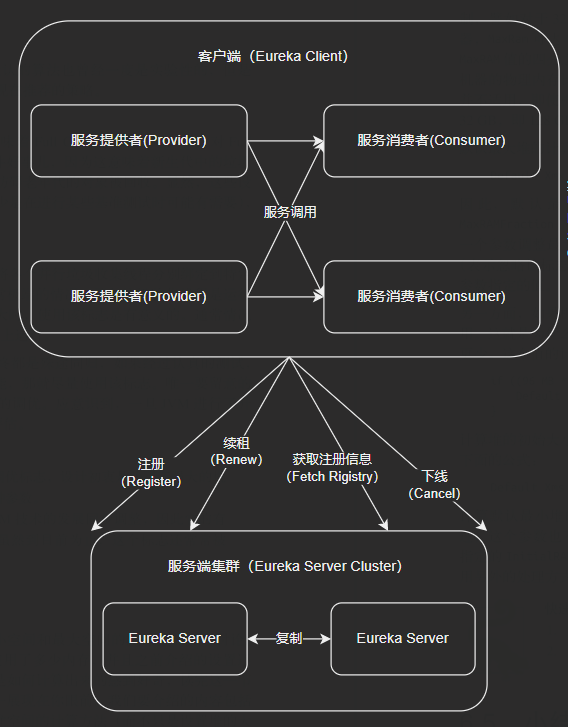 客户端（Eureka Client）
服务提供者(Provider)
服务消费者(Consumer)
服务调用
服务提供者(Provider)
服务消费者(Consumer)
注册
（Register）
续租
（Renew）
获取注册信息
（Fetch Rigistry）
下线
（Cancel）
服务端集群（Eureka Server Cluster）
Eureka Server
复制
Eureka Server